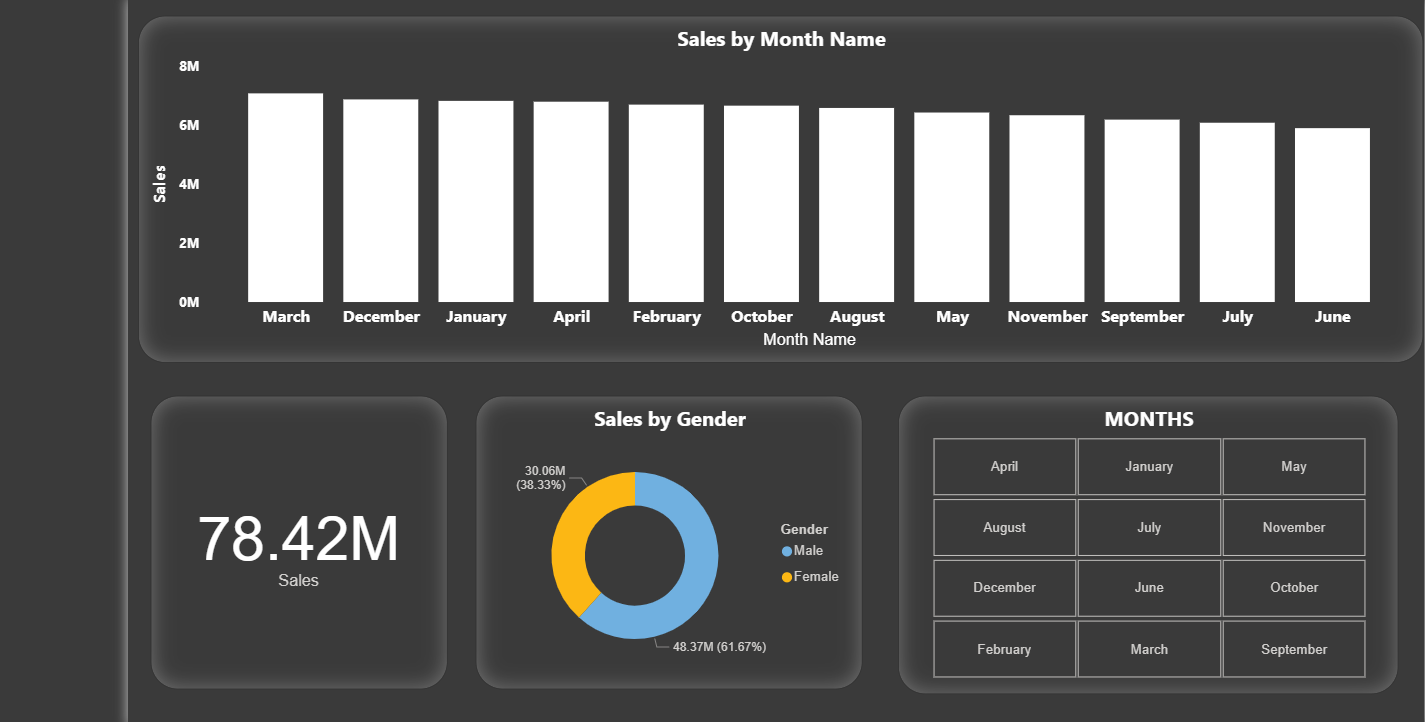 Sales by Month Name
8M
6M
4M
2M
0M
Sales
March December January April February October August May November September July June
Month Name
78.42M
Sales
Sales by Gender
30.06M
(38.33%)
48.37M (61.67%)
Gender
Male
Female
MONTHS
April January May
August July November
December June October
February March September